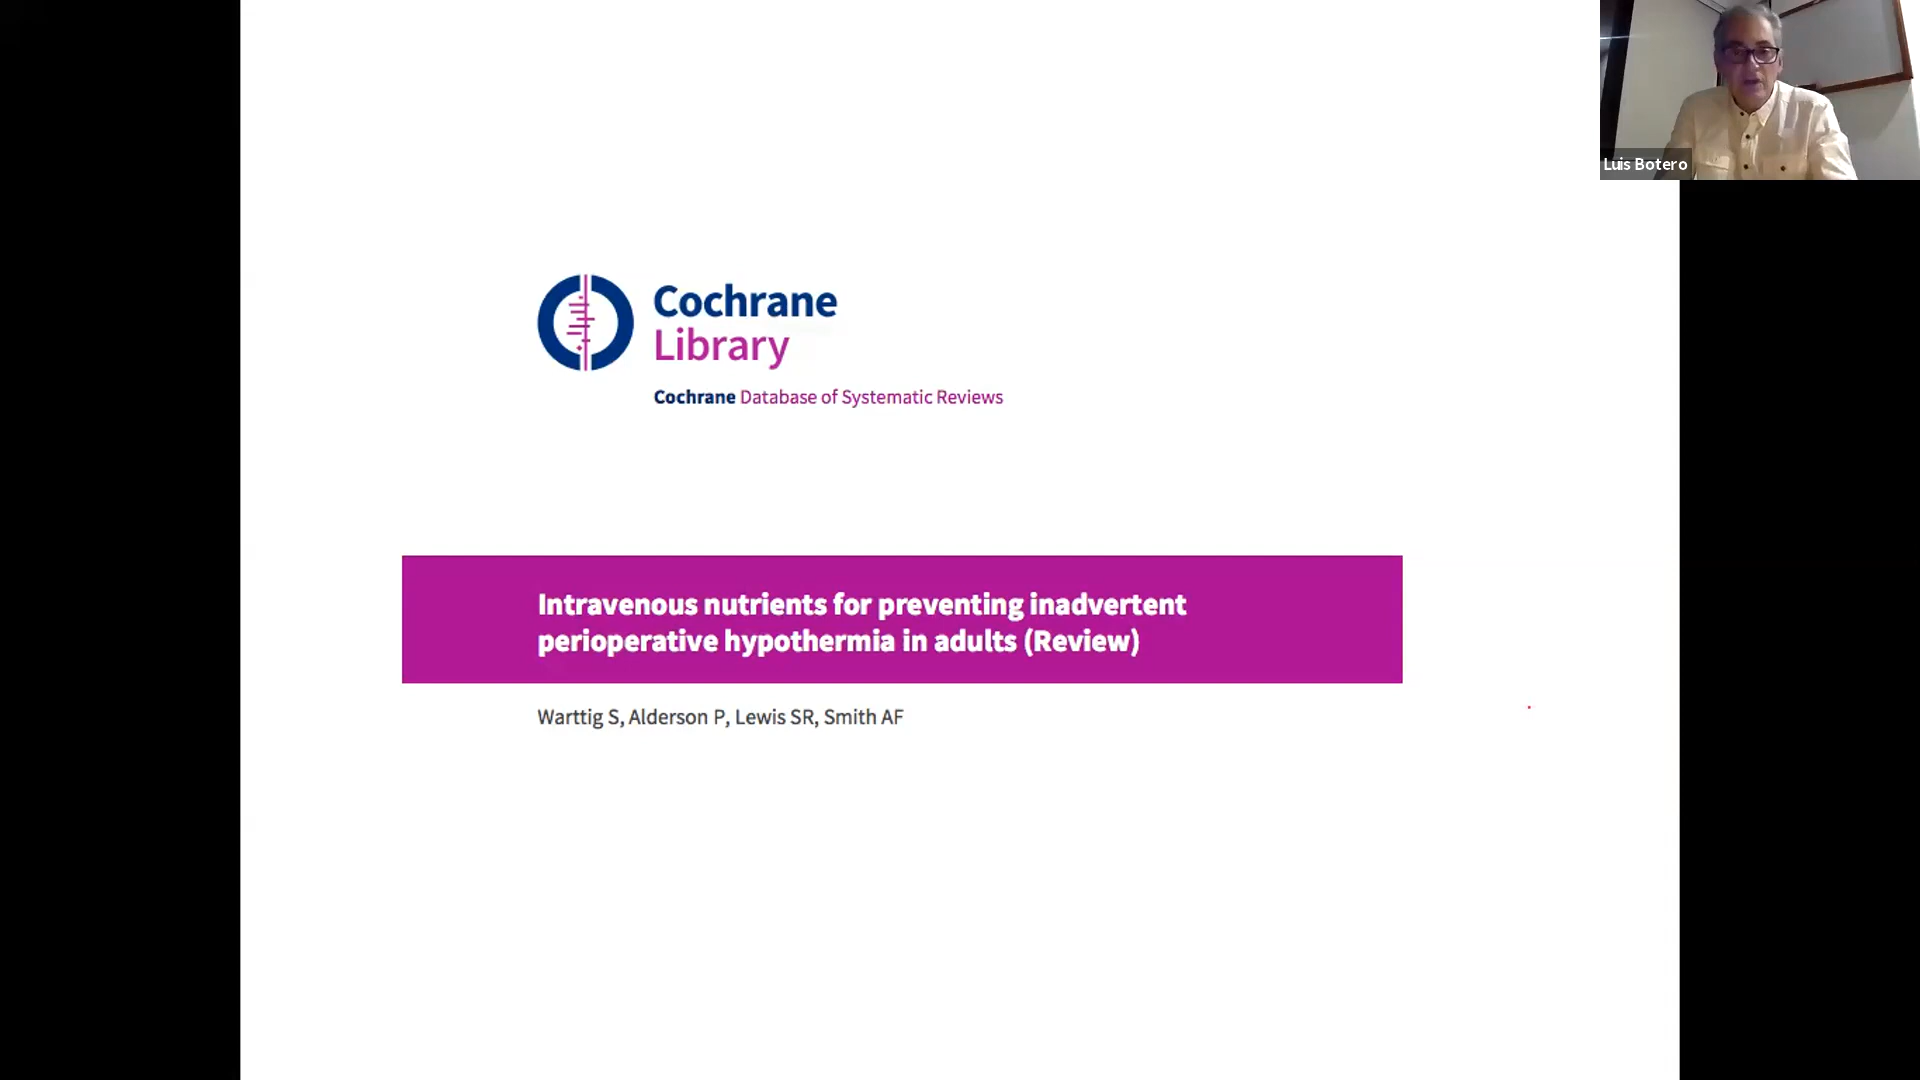 Luis Botero
Cochrane
Library
Cochrane Database of Systematic Reviews
Intravenous nutrients for preventing inadvertent
perioperative hypothermia in adults (Review)
Warttig S, Alderson P, Lewis SR, Smith AF